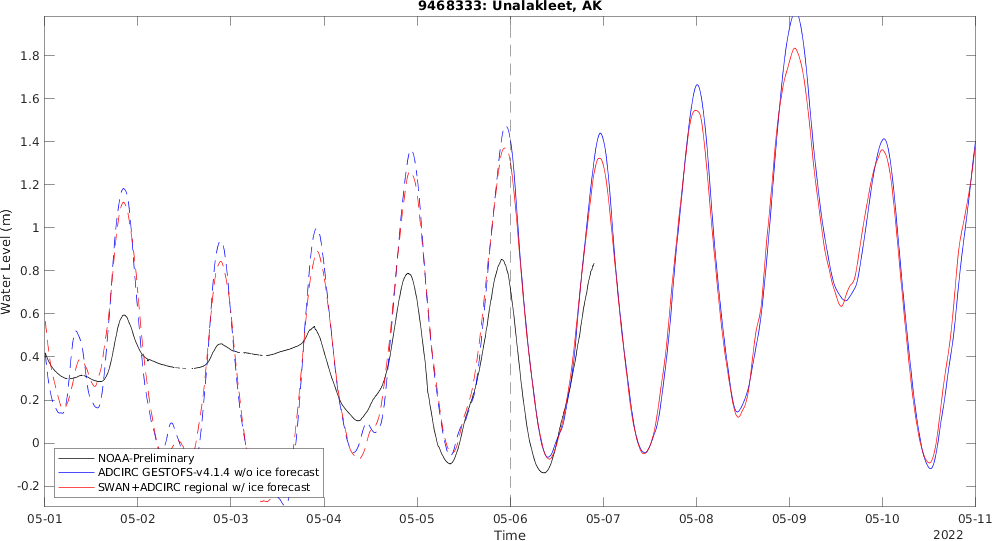 9468333: Unalakleet, AK
Water Level (m)
1.8
1.6
1.4
1.2
1
0.8
0.6
0.4
0.2
0
-0.2
NOAA-Preliminary
ADCIRC GESTOFS-v4.1.4 w/o ice forecast
SWAN+ADCIRC regional w/ ice forecast
05-01 05-02 05-03 05-04 05-05 05-06 05-07 05-08 05-09 05-10 05-11
Time
2022